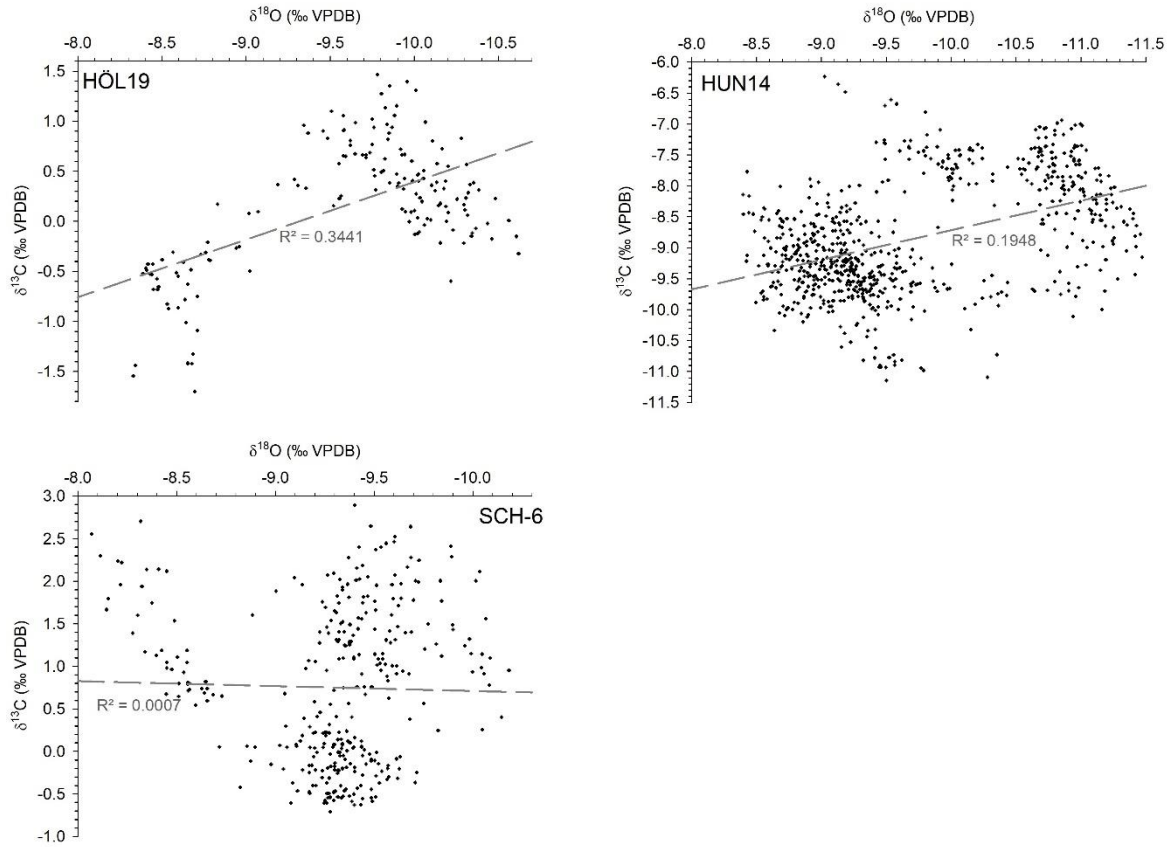 δ18O (‰ VPDB)
-8.0 -8.5 -9.0 -9.5 -10.0 -10.5
HÖL19
δ13C (‰ VPDB)
1.5
1.0
0.5
0.0
-0.5
-1.0
-1.5
R² = 0.3441
δ18O (‰ VPDB)
-8.0 -8.5 -9.0 -9.5 -10.0 -10.5 -11.0 -11.5
HUN14
δ13C (‰ VPDB)
-6.0
-6.5
-7.0
-7.5
-8.0
-8.5
-9.0
-9.5
-10.0
-10.5
-11.0
-11.5
R² = 0.1948
δ18O (‰ VPDB)
-8.0 -8.5 -9.0 -9.5 -10.0
SCH-6
δ13C (‰ VPDB)
3.0
2.5
2.0
1.5
1.0
0.5
0.0
-0.5
-1.0
R² = 0.0007